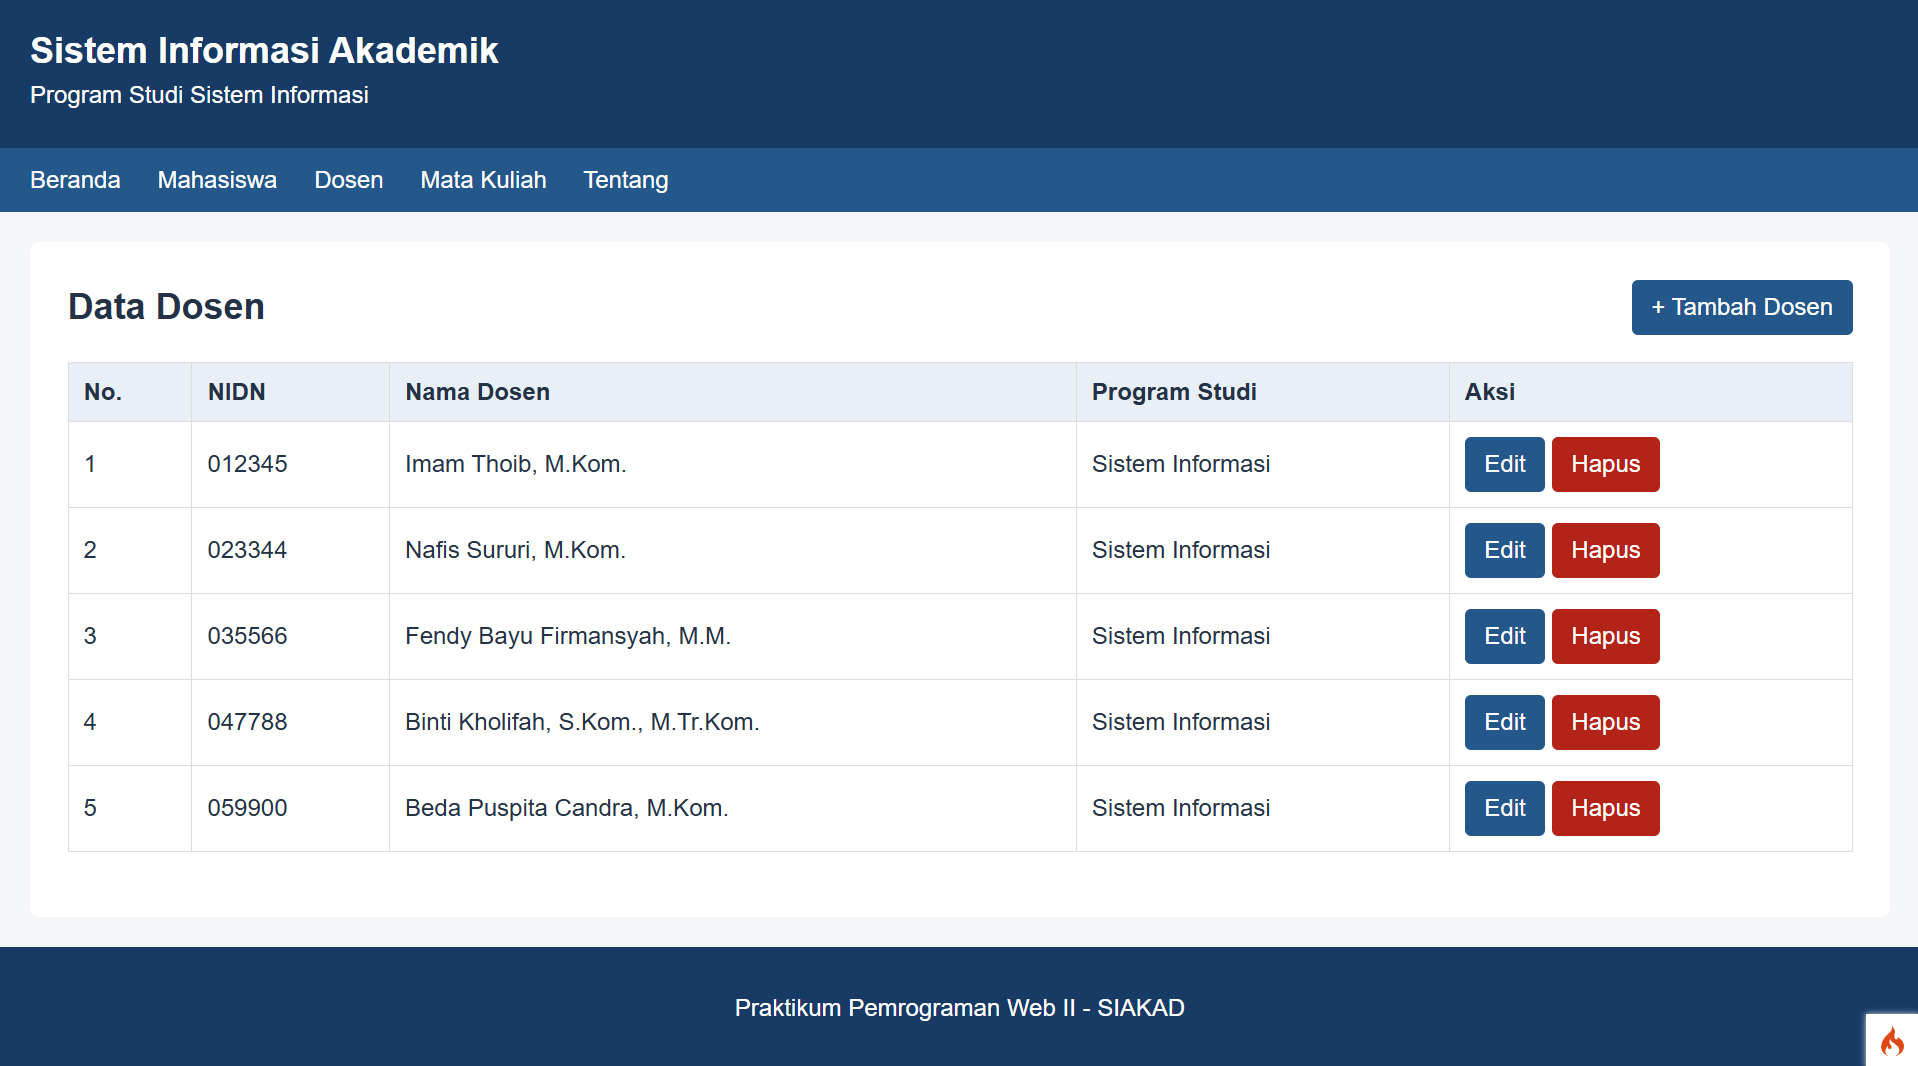 Sistem Informasi Akademik
Program Studi Sistem Informasi
Beranda Mahasiswa Dosen Mata Kuliah Tentang
Data Dosen
+ Tambah Dosen
No. NIDN Nama Dosen Program Studi Aksi
1 012345 Imam Thoib, M.Kom. Sistem Informasi Edit Hapus
2 023344 Nafis Sururi, M.Kom. Sistem Informasi Edit Hapus
3 035566 Fendy Bayu Firmansyah, M.M. Sistem Informasi Edit Hapus
4 047788 Binti Kholifah, S.Kom., M.Tr.Kom. Sistem Informasi Edit Hapus
5 059900 Beda Puspita Candra, M.Kom. Sistem Informasi Edit Hapus
Praktikum Pemrograman Web II - SIAKAD